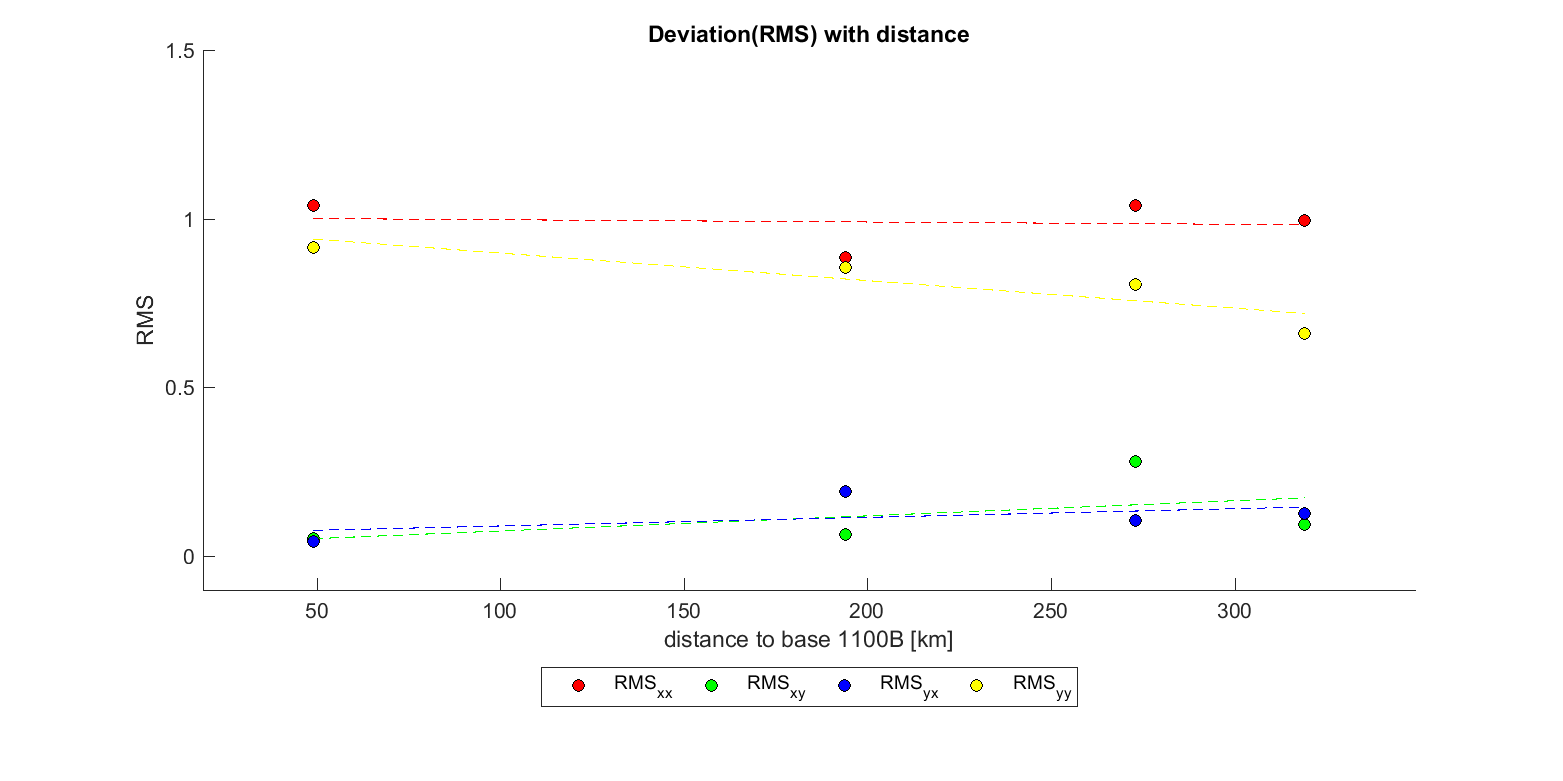 Deviation(RMS) with distance
1.5
1
0.5
0
RMS
50 100 150 200 250 300
distance to base 1100B [km]
RMSxx RMSxy RMSyx RMSyy